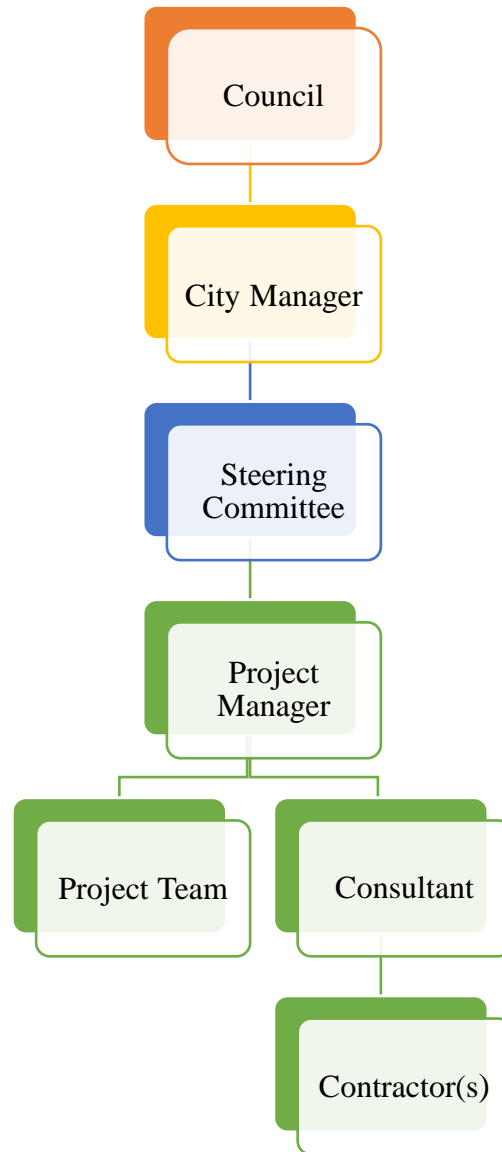 Council
City Manager
Steering
Committee
Project
Manager
Project Team
Consultant
Contractor(s)